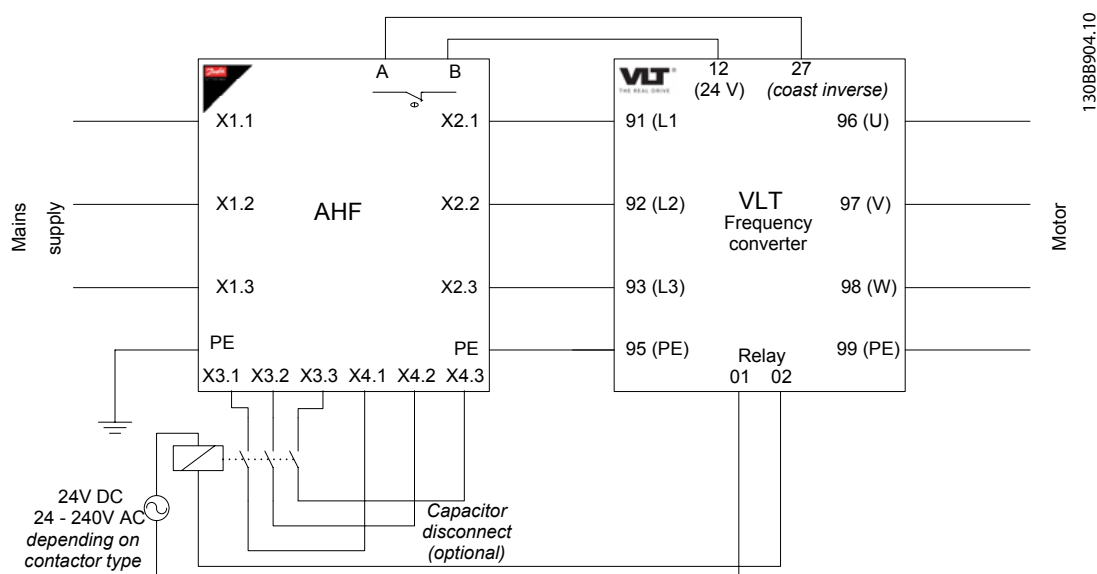 130BB904.10
A B
Danfoss
VLT®
THE REAL DRIVE
12 27
(24 V) (coast inverse)
X1.1 X2.1 91 (L1 96 (U)
Mains supply
X1.2 AHF X2.2 92 (L2) VLT 97 (V)
Frequency
converter
Motor
X1.3 X2.3 93 (L3) 98 (W)
PE PE 95 (PE) Relay 99 (PE)
01 02
X3.1 X3.2 X3.3 X4.1 X4.2 X4.3
24V DC
24 - 240V AC
depending on
contactor type
Capacitor
disconnect
(optional)